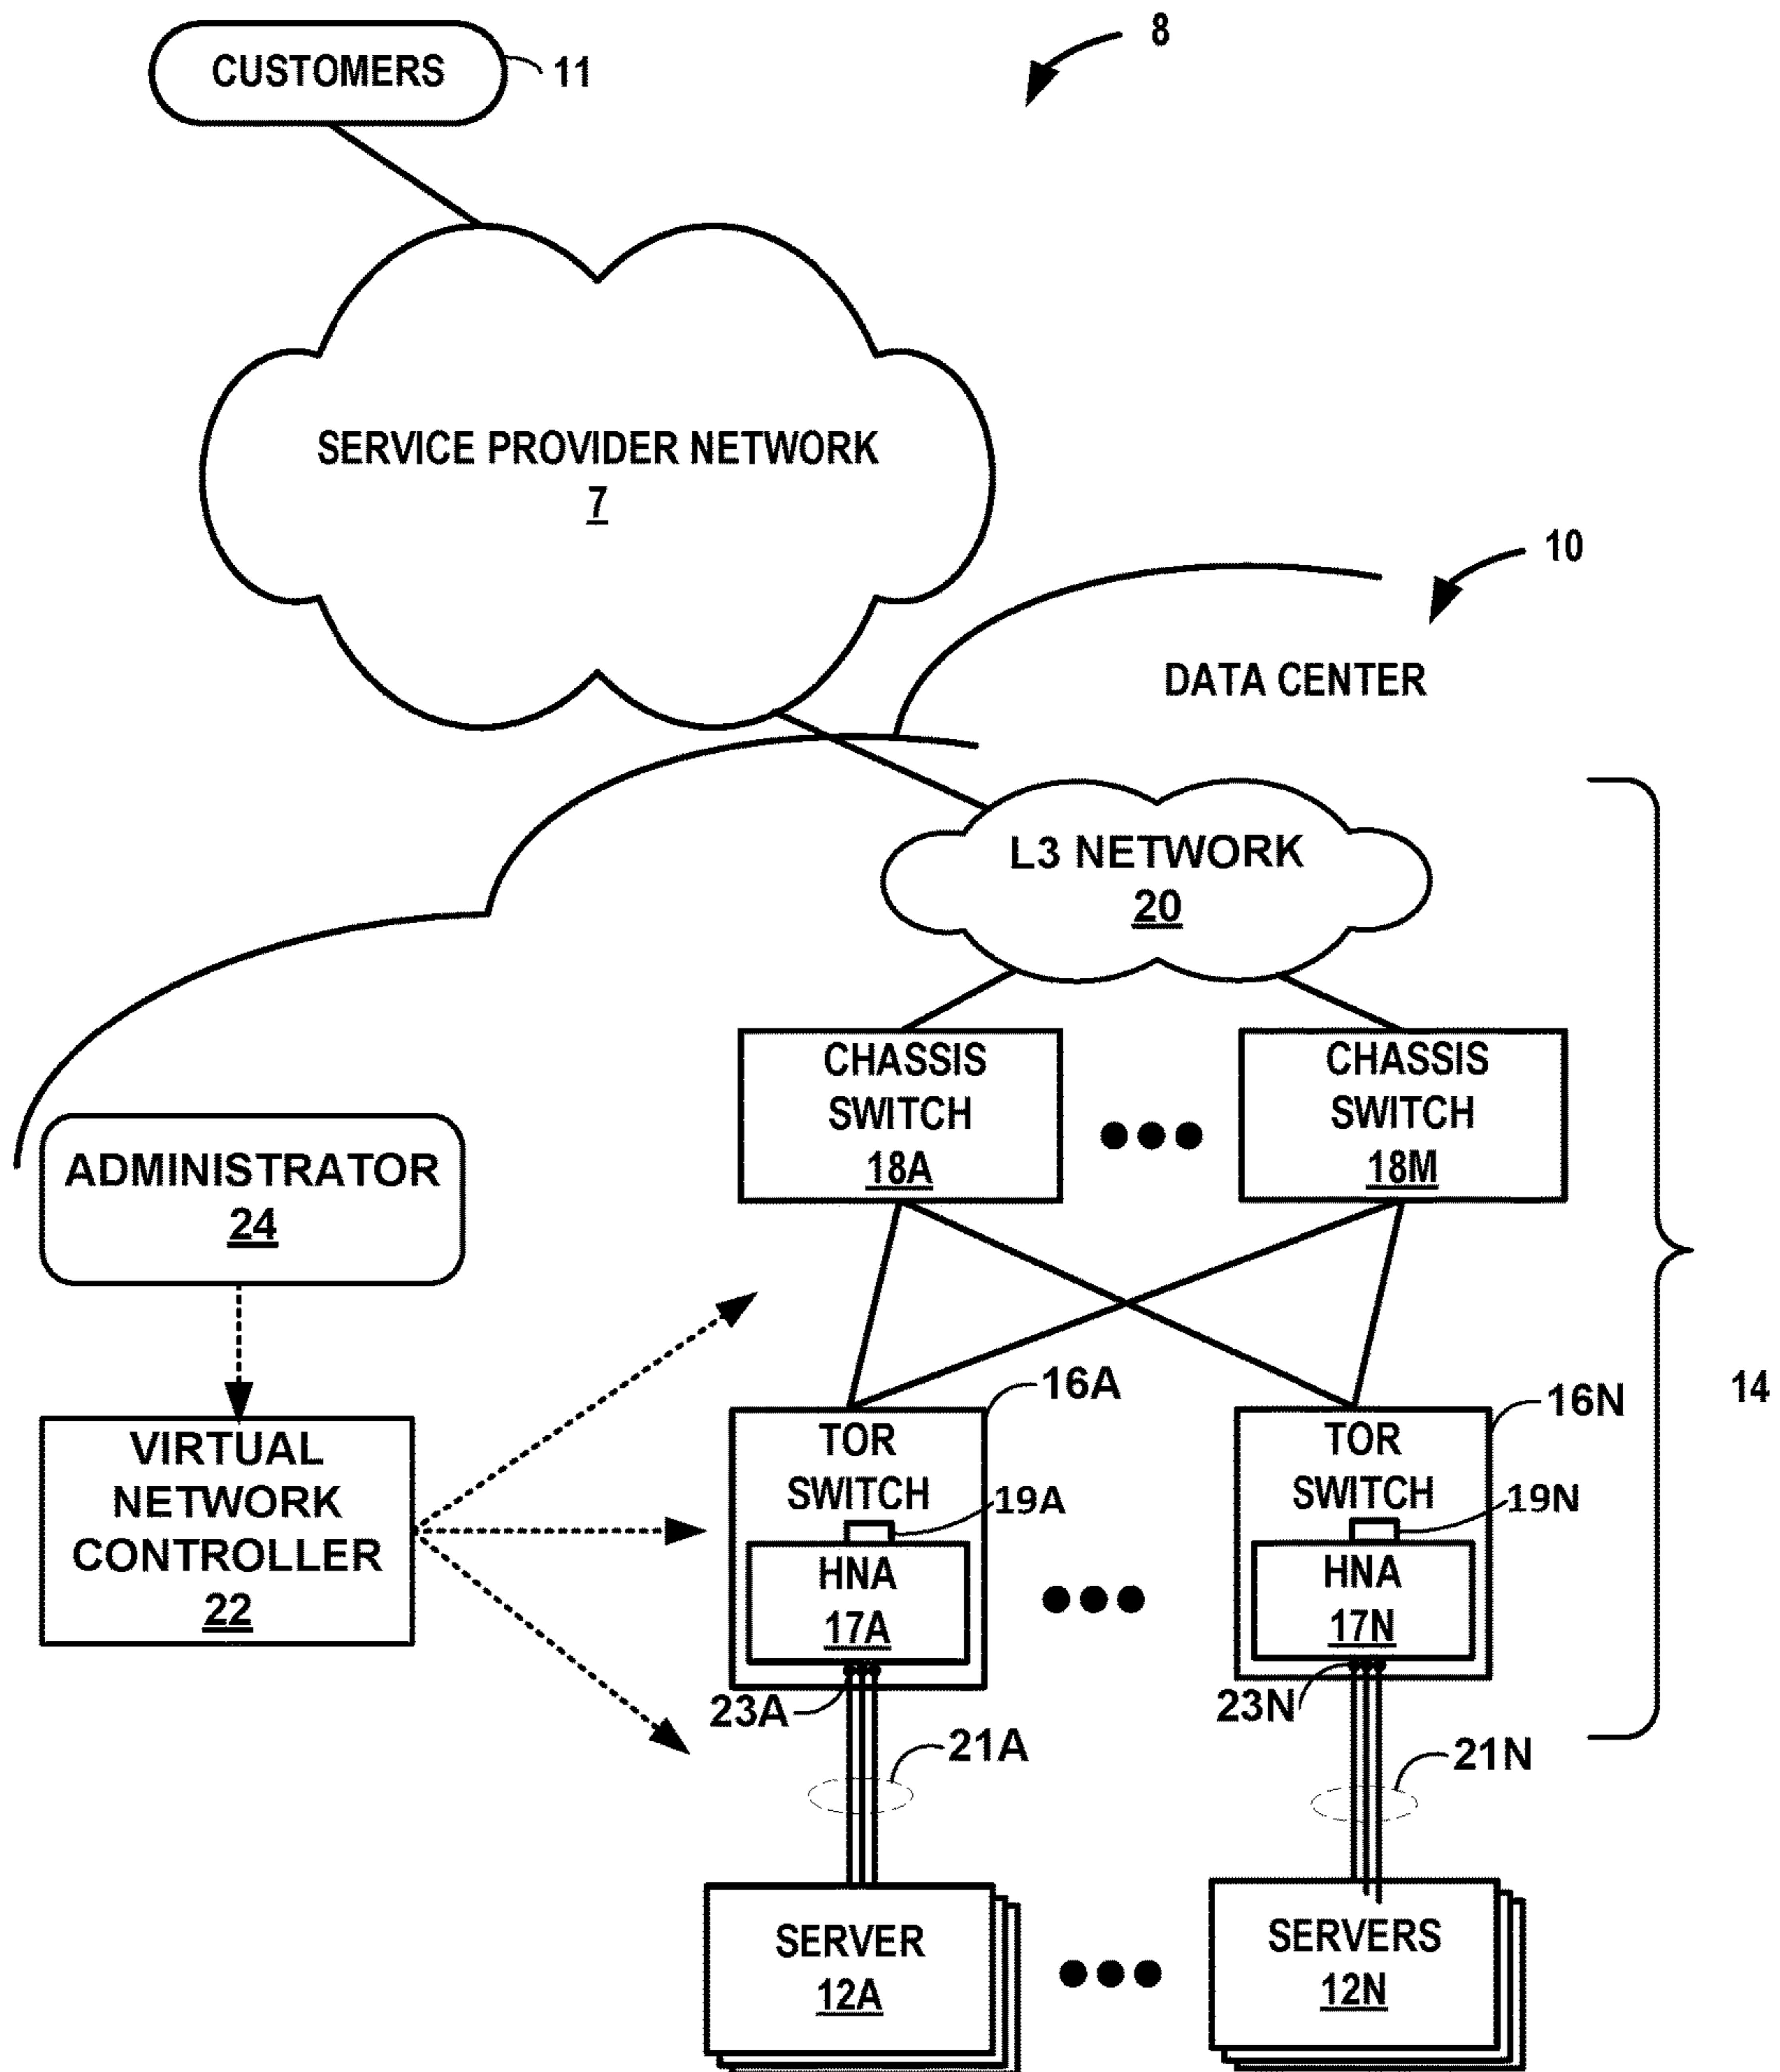 8
CUSTOMERS
11
SERVICE PROVIDER NETWORK
7
10
DATA CENTER
L3 NETWORK
20
CHASSIS
SWITCH
18A
CHASSIS
SWITCH
18M
ADMINISTRATOR
24
14
16A
16N
TOR
SWITCH
19A
HNA
17A
TOR
SWITCH
19N
HNA
17N
VIRTUAL
NETWORK
CONTROLLER
22
23A
23N
21A
21N
SERVER
12A
SERVERS
12N